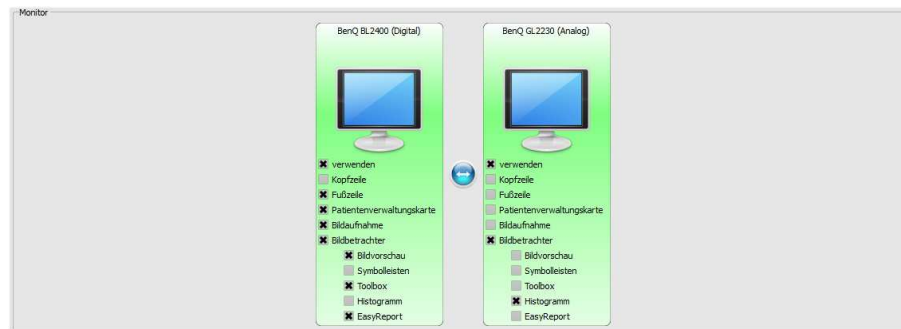 Monitor
BenQ BL2400 (Digital)
verwenden
Kopfzeile
Fußzeile
Patientenverwaltungskarte
Bildaufnahme
Bildbetrachter
Bildvorschau
Symbolleisten
Toolbox
Histogramm
EasyReport
BenQ GL2230 (Analog)
verwenden
Kopfzeile
Fußzeile
Patientenverwaltungskarte
Bildaufnahme
Bildbetrachter
Bildvorschau
Symbolleisten
Toolbox
Histogramm
EasyReport